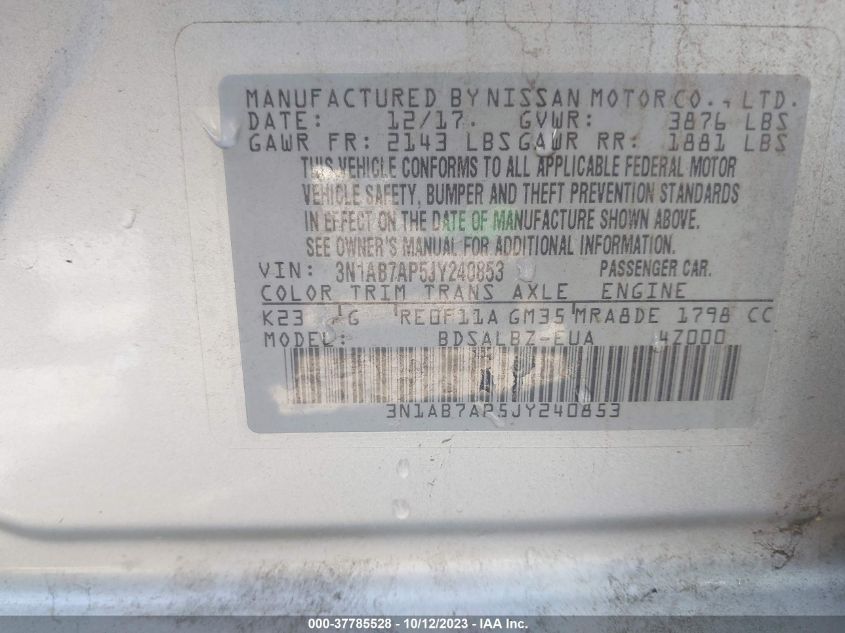 MANUFACTURED BY NISSAN MOTOR CO., LTD.
DATE: 12/17. GVWR: 3876 LBS
GAWR FR: 2143 LBS GAWR RR: 1881 LBS
THIS VEHICLE CONFORMS TO ALL APPLICABLE FEDERAL MOTOR
VEHICLE SAFETY, BUMPER AND THEFT PREVENTION STANDARDS
IN EFFECT ON THE DATE OF MANUFACTURE SHOWN ABOVE.
SEE OWNER'S MANUAL FOR ADDITIONAL INFORMATION.
VIN: 3N1AB7AP5JY240853 PASSENGER CAR.
COLOR TRIM TRANS AXLE ENGINE
K23 G RE0F11A GM35 MRA8DE 1798 CC
MODEL: BDSALBZ-EUA 4Z000
3N1AB7AP5JY240853
000-37785528 - 10/12/2023 - IAA Inc.